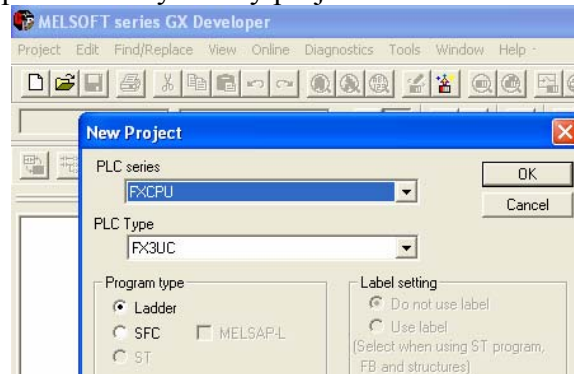 MELSOFT series GX Developer
Project Edit Find/Replace View Online Diagnostics Tools Window Help
New Project
PLC series
FXCPU
OK
Cancel
PLC Type
FX3UC
Program type
Label setting
Ladder
Do not use label
SFC MELSAP-L
Use label
ST
(Select when using ST program,
FB and structures)